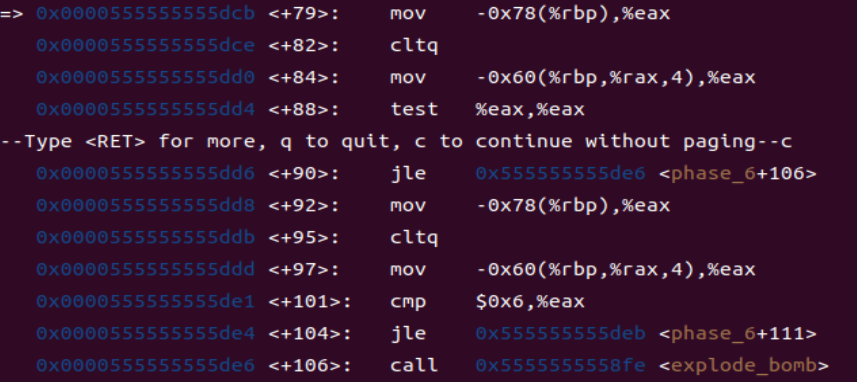 => 0x0000555555555dcb <+79>: mov -0x78(%rbp),%eax
0x0000555555555dce <+82>: cltq
0x0000555555555dd0 <+84>: mov -0x60(%rbp,%rax,4),%eax
0x0000555555555dd4 <+88>: test %eax,%eax
--Type <RET> for more, q to quit, c to continue without paging--c
0x0000555555555dd6 <+90>: jle 0x555555555de6 <phase_6+106>
0x0000555555555dd8 <+92>: mov -0x78(%rbp),%eax
0x0000555555555ddb <+95>: cltq
0x0000555555555ddd <+97>: mov -0x60(%rbp,%rax,4),%eax
0x0000555555555de1 <+101>: cmp $0x6,%eax
0x0000555555555de4 <+104>: jle 0x555555555deb <phase_6+111>
0x0000555555555de6 <+106>: call 0x5555555558fe <explode_bomb>